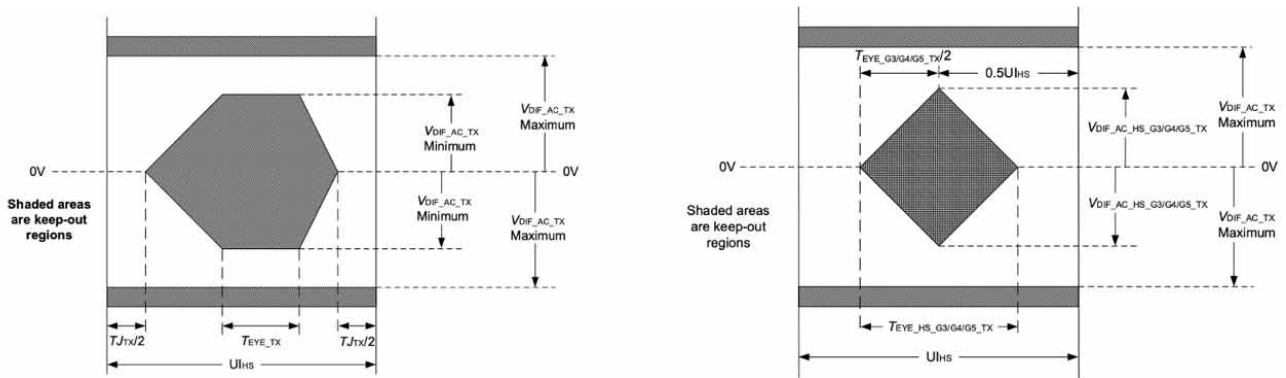 VDIF_AC_TX
Maximum
VDIF_AC_TX
Minimum
0V
Shaded areas
are keep-out
regions
VDIF_AC_TX
Minimum
VDIF_AC_TX
Maximum
TJTX/2
TEYE_TX
TJTX/2
UIHS
TEYE_G3/G4/G5_TX/2
0.5UIHS
VDIF_AC_TX
Maximum
VDIF_AC_HS_G3/G4/G5_TX
0V
0V
Shaded areas
are keep-out
regions
VDIF_AC_HS_G3/G4/G5_TX
VDIF_AC_TX
Maximum
TEYE_HS_G3/G4/G5_TX
UIHS